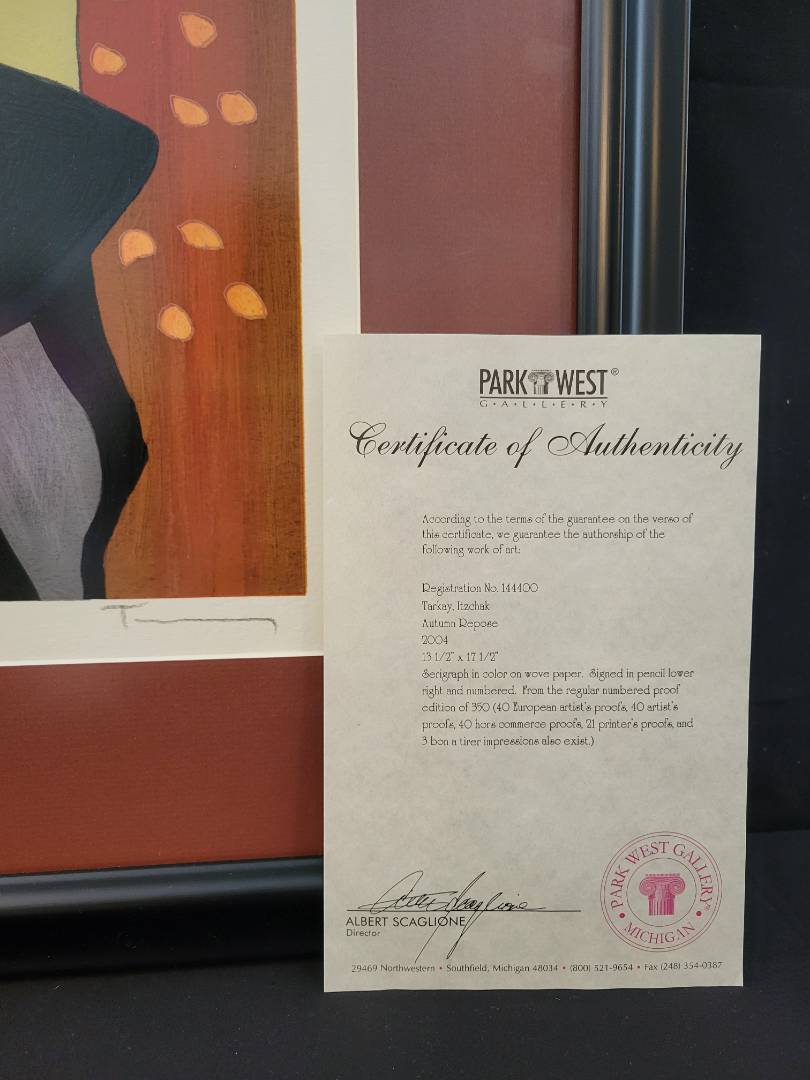 PARK WEST®
G•A•L•L•E•R•Y
Certificate of Authenticity
According to the terms of the guarantee on the verso of
this certificate, we guarantee the authorship of the
following work of art:
Registration No. 144400
Tarkay, Itzchak
Autumn Repose
2004
13 1/2" x 17 1/2"
Serigraph in color on wove paper. Signed in pencil lower
right and numbered. From the regular numbered proof
edition of 350 (40 European artist's proofs, 40 artist's
proofs, 40 hors commerce proofs, 21 printer's proofs, and
3 bon a tirer impressions also exist.)
ALBERT SCAGLIONE
Director
PARK WEST GALLERY®
• MICHIGAN •
29469 Northwestern • Southfield, Michigan 48034 • (800) 521-9654 • Fax (248) 354-0387